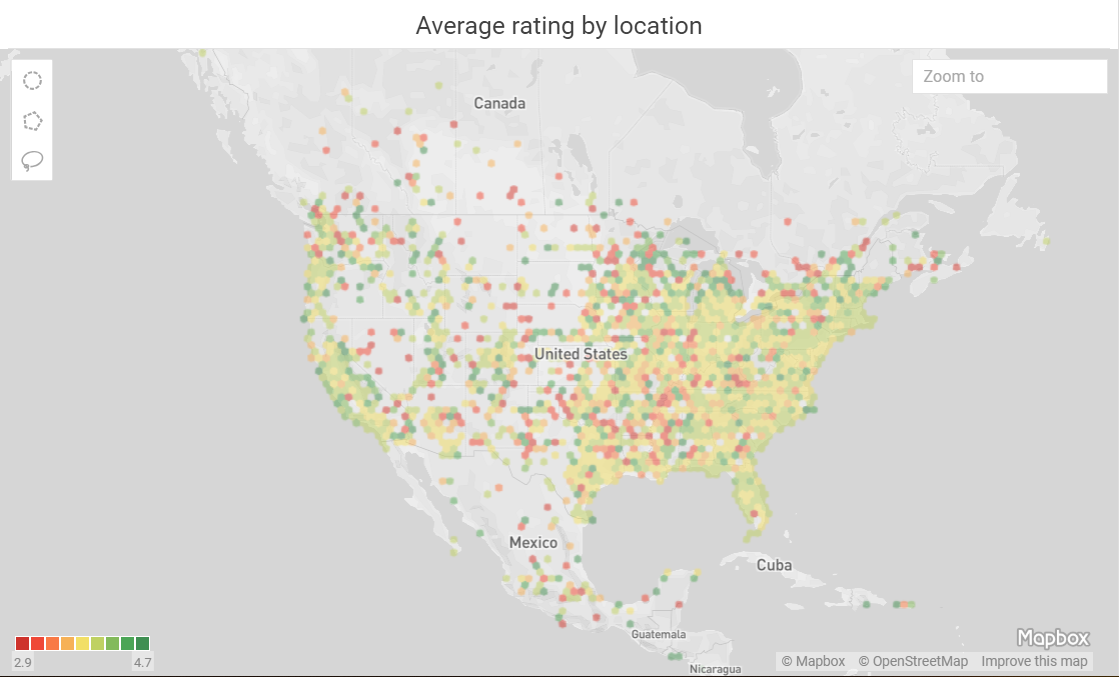 Average rating by location
Zoom to
Canada
United States
Mexico
Cuba
Guatemala
Nicaragua
2.9 4.7
Mapbox
© Mapbox © OpenStreetMap Improve this map